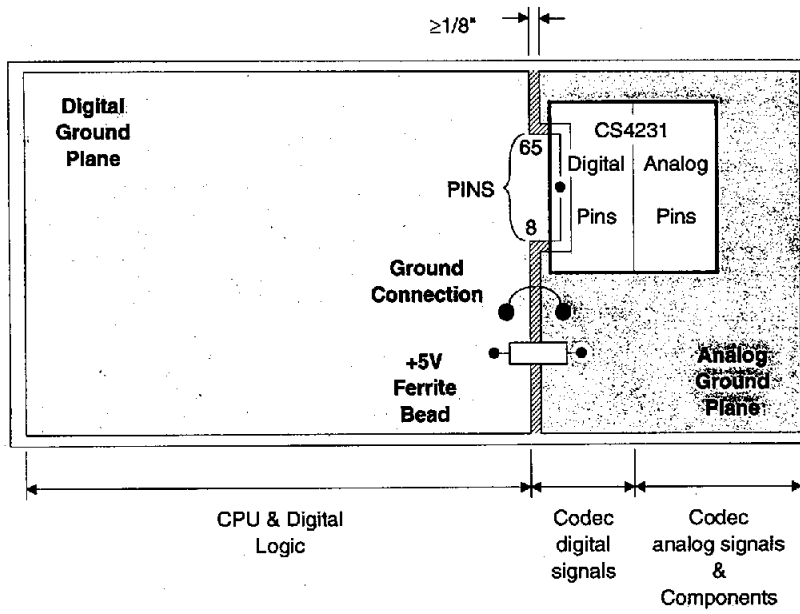 ≥1/8"
Digital
Ground
Plane
65
PINS
8
CS4231
Digital
Pins
Analog
Pins
Ground
Connection
+5V
Ferrite
Bead
Analog
Ground
Plane
CPU & Digital
Logic
Codec
digital
signals
Codec
analog signals
&
Components